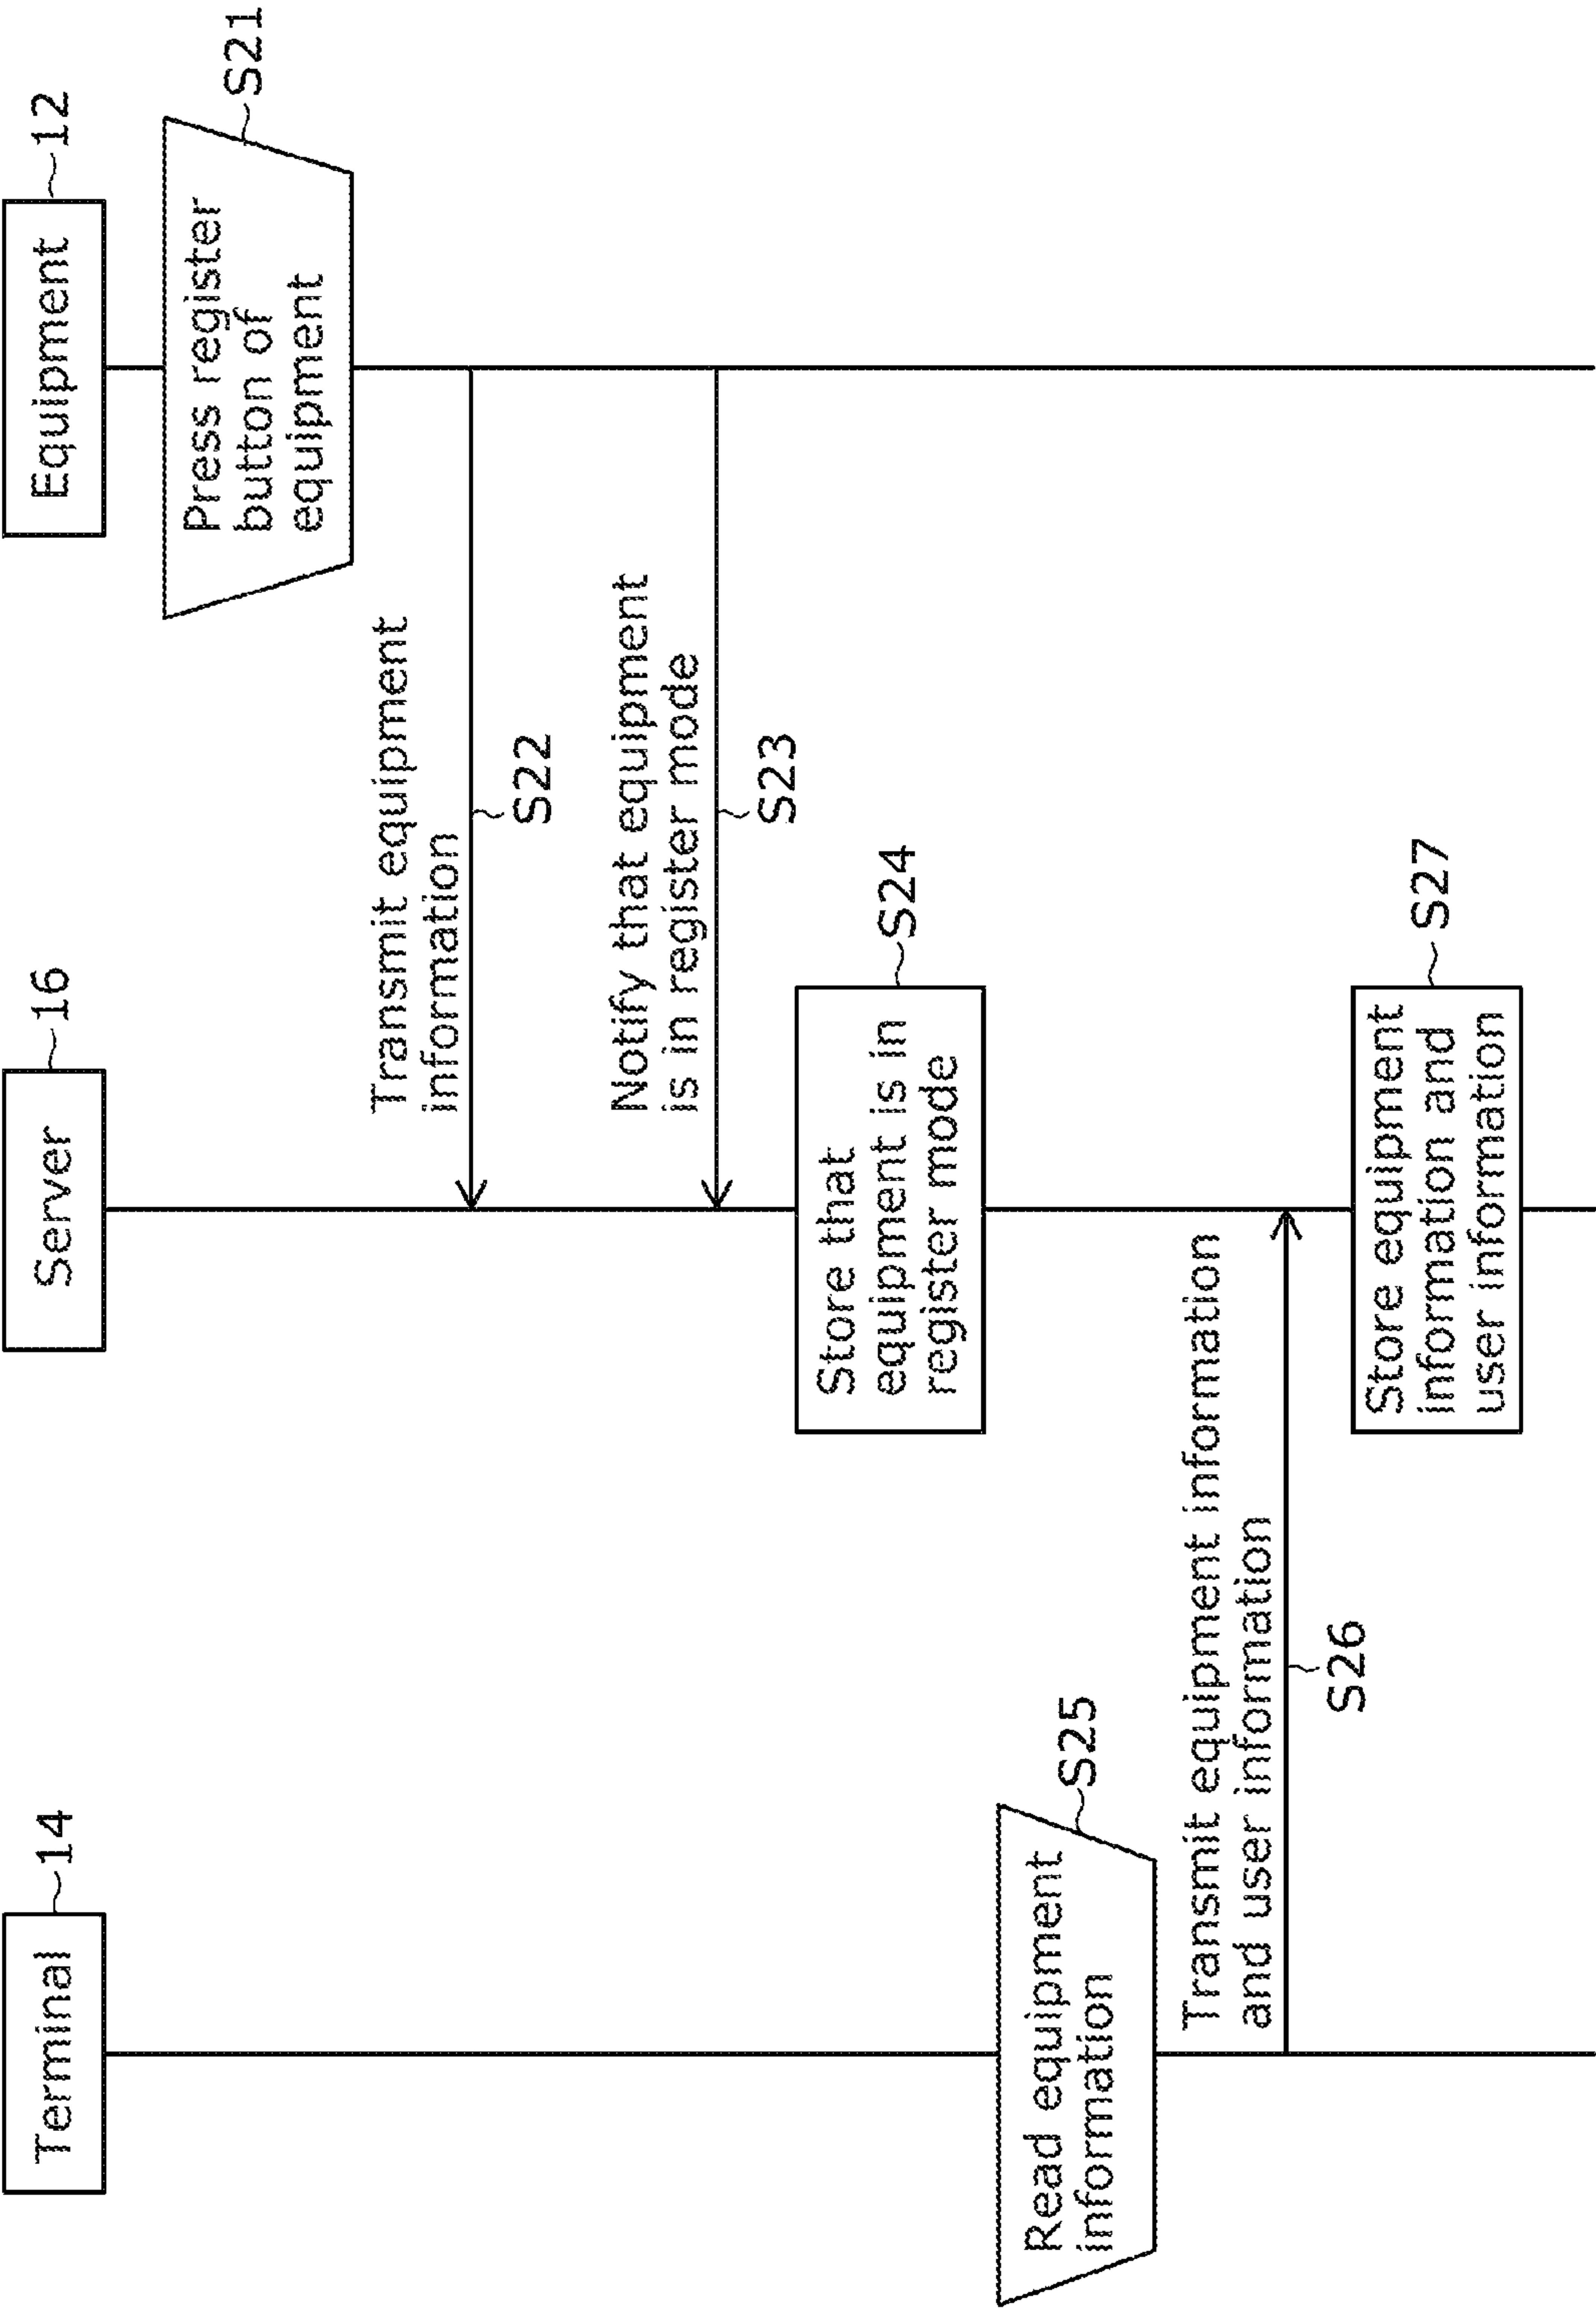 Terminal
14
Server
16
Equipment
12
Press register
button of
equipment
S21
Transmit equipment
information
S22
Notify that equipment
is in register mode
S23
Store that
equipment is in
register mode
S24
Read equipment
information
S25
Transmit equipment information
and user information
S26
Store equipment
information and
user information
S27